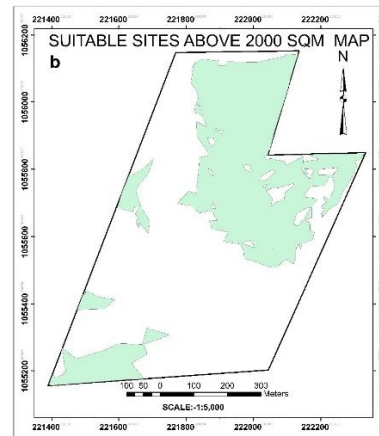 221400 221600 221800 222000 222200
SUITABLE SITES ABOVE 2000 SQM MAP
b
N
1056200
1056000
1055800
1055600
1055400
1055200
100 50 0 100 200 300
Meters
SCALE:-1:5,000
221400 221600 221800 222000 222200